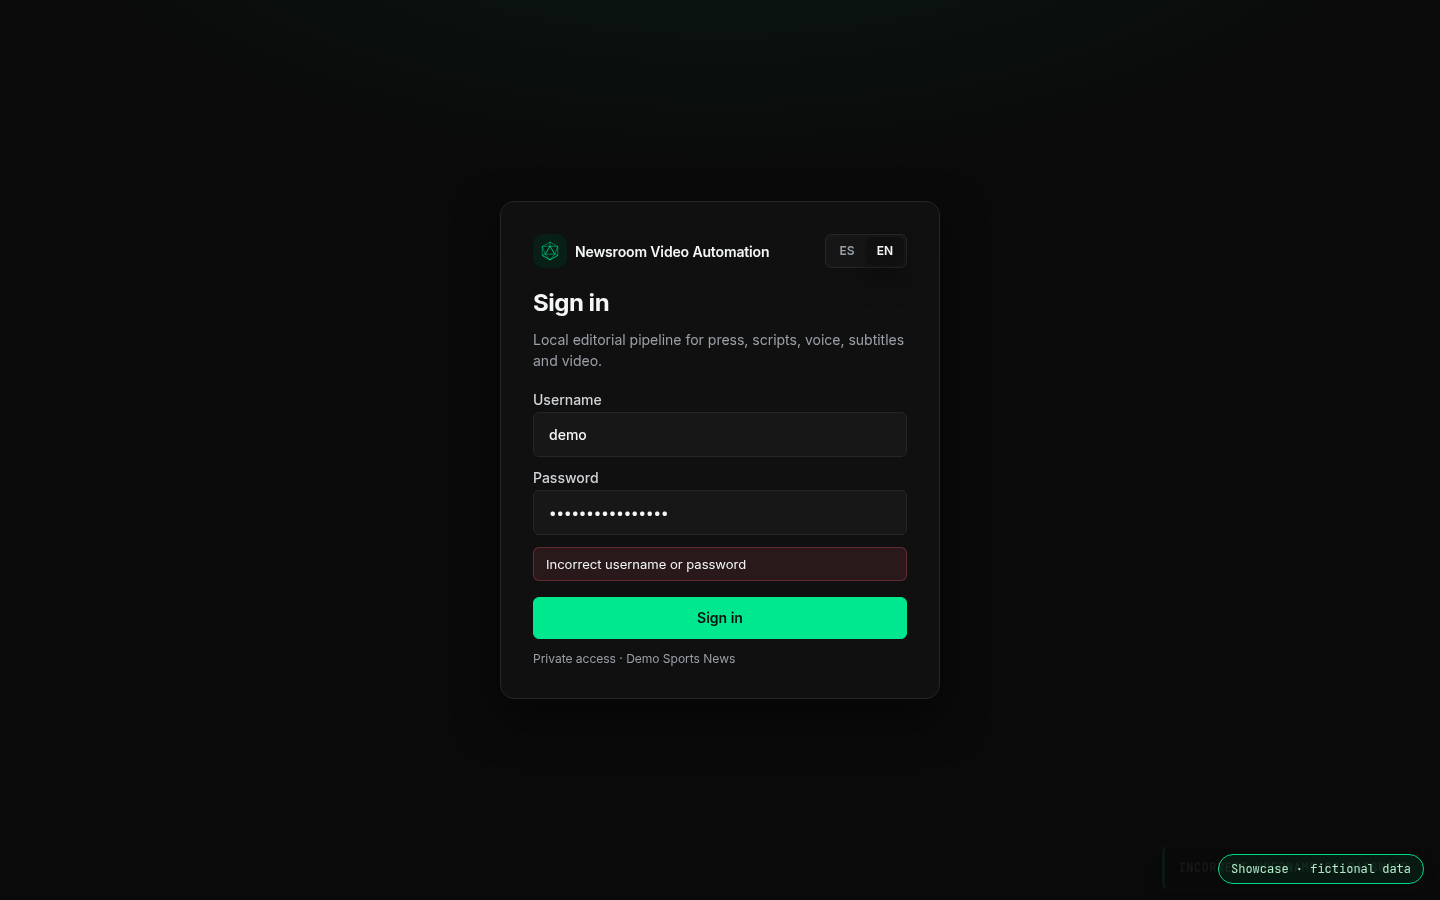 Newsroom Video Automation
ES
EN
Sign in
Local editorial pipeline for press, scripts, voice, subtitles
and video.
Username
demo
Password
••••••••••••••••
Incorrect username or password
Sign in
Private access · Demo Sports News
Showcase · fictional data